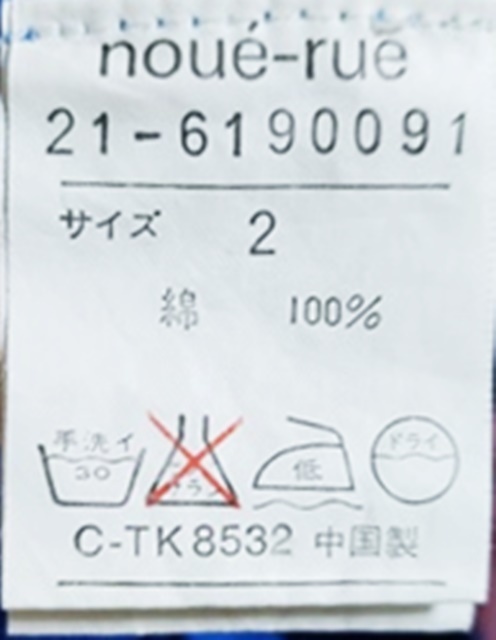 noué-rue
21-6190091
サイズ 2
綿 100%
手洗イ 30 低 ドライ
C-TK8532 中国製